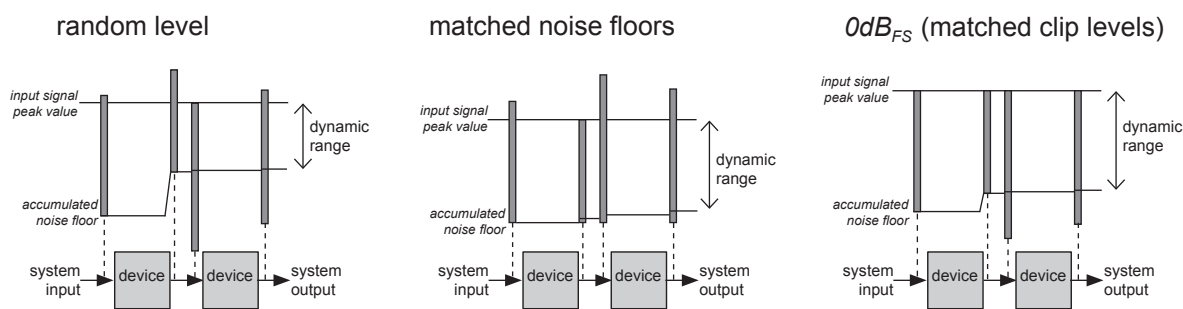 random level
input signal
peak value
dynamic
range
accumulated
noise floor
system
input
device
device
system
output
matched noise floors
input signal
peak value
dynamic
range
accumulated
noise floor
system
input
device
device
system
output
0dBFS (matched clip levels)
input signal
peak value
dynamic
range
accumulated
noise floor
system
input
device
device
system
output